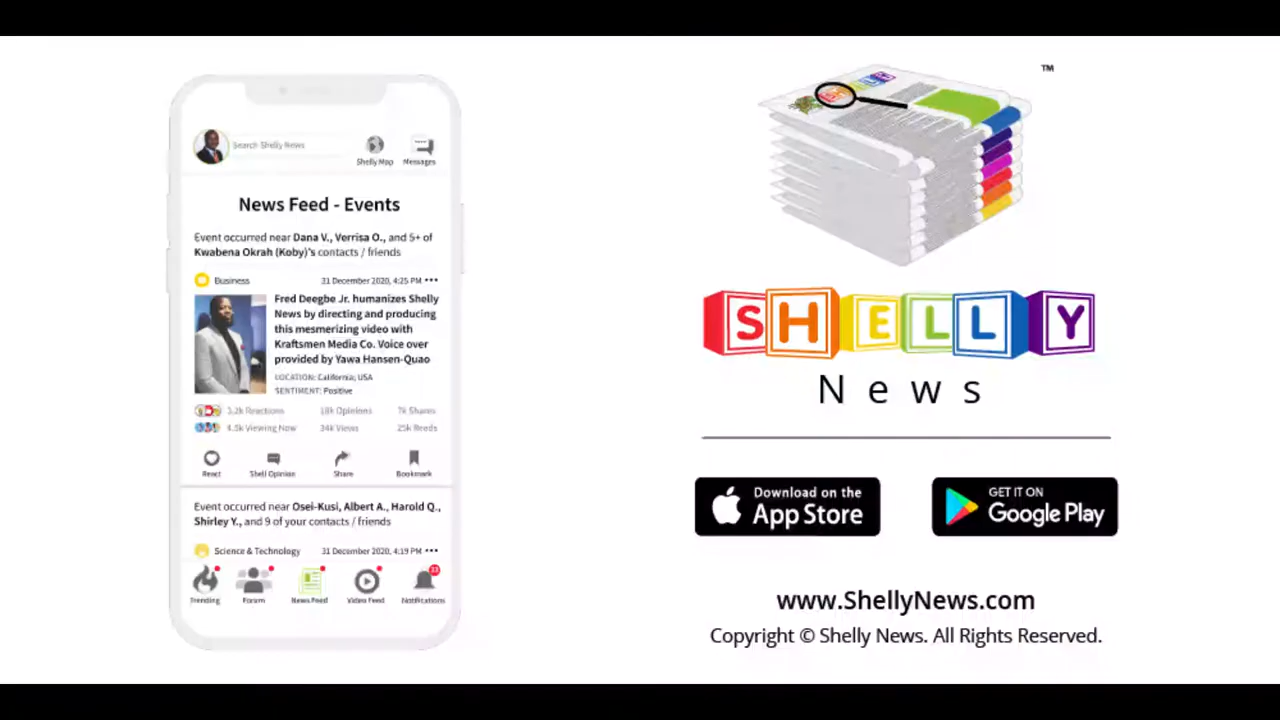 Search Shelly News
Shelly Map
Messages
News Feed - Events
Event occurred near Dana V., Verrisa O., and 5+ of
Kwabena Okrah (Koby)'s contacts / friends
Business
31 December 2020, 4:25 PM •••
Fred Deegbe Jr. humanizes Shelly
News by directing and producing
this mesmerizing video with
Kraftsmen Media Co. Voice over
provided by Yawa Hansen-Quao
LOCATION: California; USA
SENTIMENT: Positive
3.2k Reactions
18k Opinions
7k Shares
4.5k Viewing Now
34k Views
25k Reads
React
Shell Opinion
Share
Bookmark
Event occurred near Osei-Kusi, Albert A., Harold Q.,
Shirley Y., and 9 of your contacts / friends
Science & Technology
31 December 2020, 4:19 PM •••
Trending
Forum
News Feed
Video Feed
Notifications
TM
SHELLY
News
Download on the
App Store
GET IT ON
Google Play
www.ShellyNews.com
Copyright © Shelly News. All Rights Reserved.